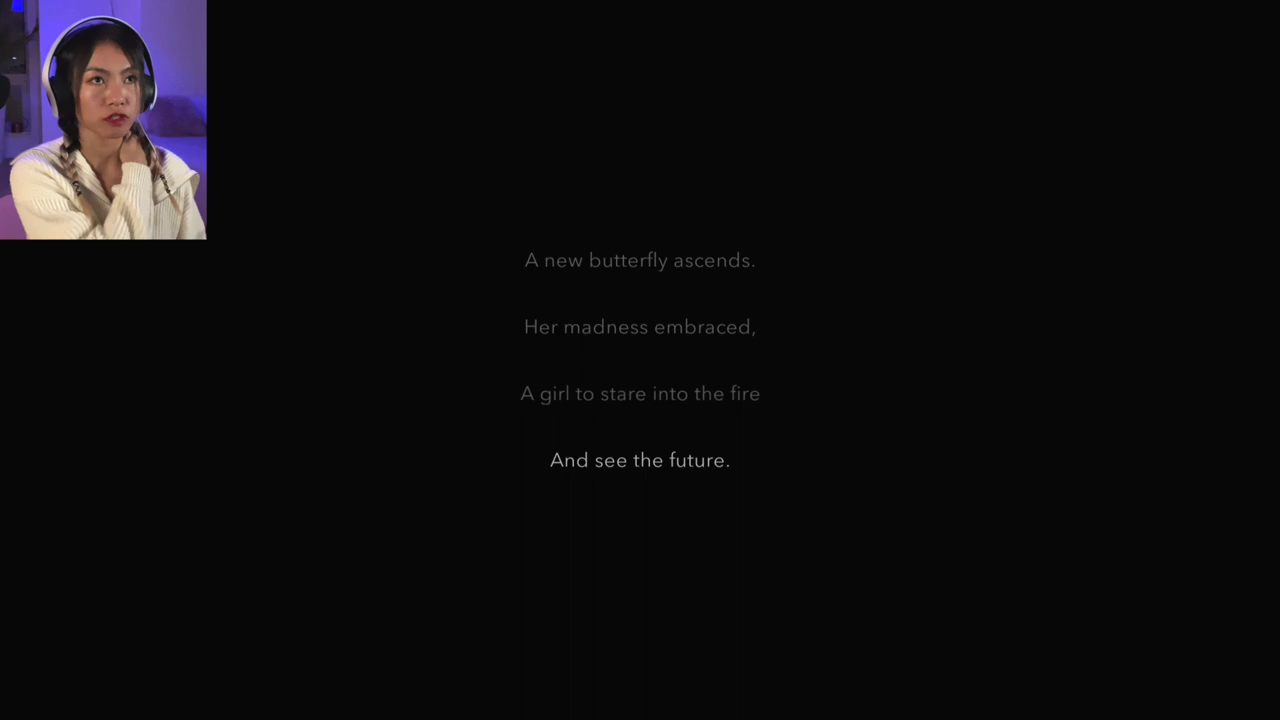 A new butterfly ascends.
Her madness embraced,
A girl to stare into the fire
And see the future.